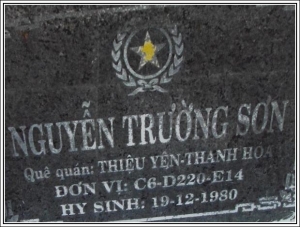 NGUYỄN TRƯỜNG SƠN
Quê quán: THIỆU YÊN-THANH HOÁ
ĐƠN VỊ: C6-D220-E14
HY SINH: 19-12-1980